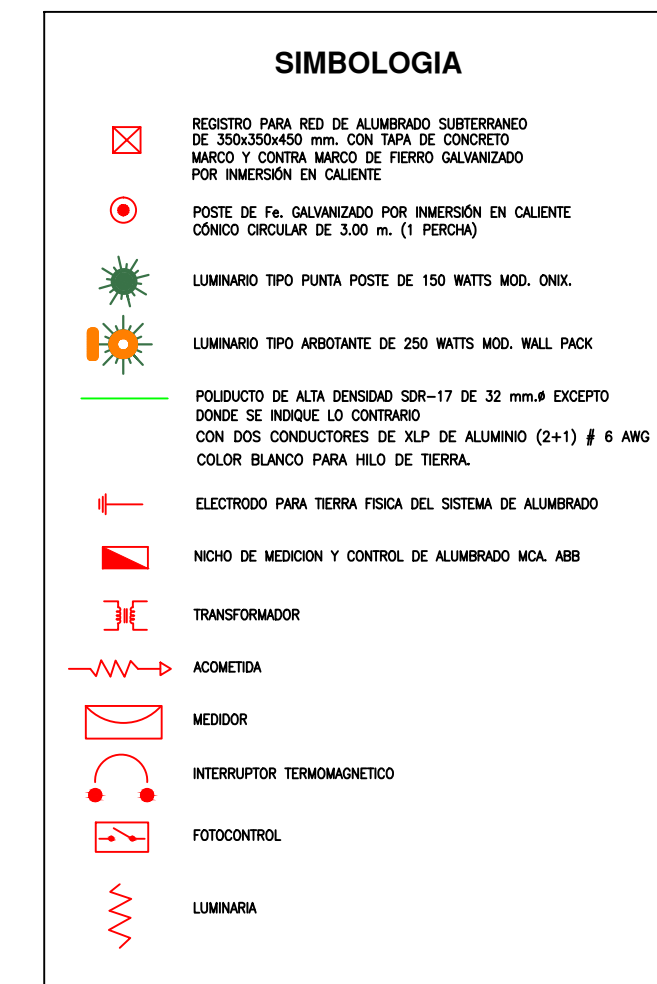 SIMBOLOGIA
REGISTRO PARA RED DE ALUMBRADO SUBTERRANEO
DE 350x350x450 mm. CON TAPA DE CONCRETO
MARCO Y CONTRA MARCO DE FIERRO GALVANIZADO
POR INMERSIÓN EN CALIENTE
POSTE DE Fe. GALVANIZADO POR INMERSIÓN EN CALIENTE
CÓNICO CIRCULAR DE 3.00 m. (1 PERCHA)
LUMINARIO TIPO PUNTA POSTE DE 150 WATTS MOD. ONIX.
LUMINARIO TIPO ARBOTANTE DE 250 WATTS MOD. WALL PACK
POLIDUCTO DE ALTA DENSIDAD SDR-17 DE 32 mm.ø EXCEPTO
DONDE SE INDIQUE LO CONTRARIO
CON DOS CONDUCTORES DE XLP DE ALUMINIO (2+1) # 6 AWG
COLOR BLANCO PARA HILO DE TIERRA.
ELECTRODO PARA TIERRA FISICA DEL SISTEMA DE ALUMBRADO
NICHO DE MEDICION Y CONTROL DE ALUMBRADO MCA. ABB
TRANSFORMADOR
ACOMETIDA
MEDIDOR
INTERRUPTOR TERMOMAGNETICO
FOTOCONTROL
LUMINARIA